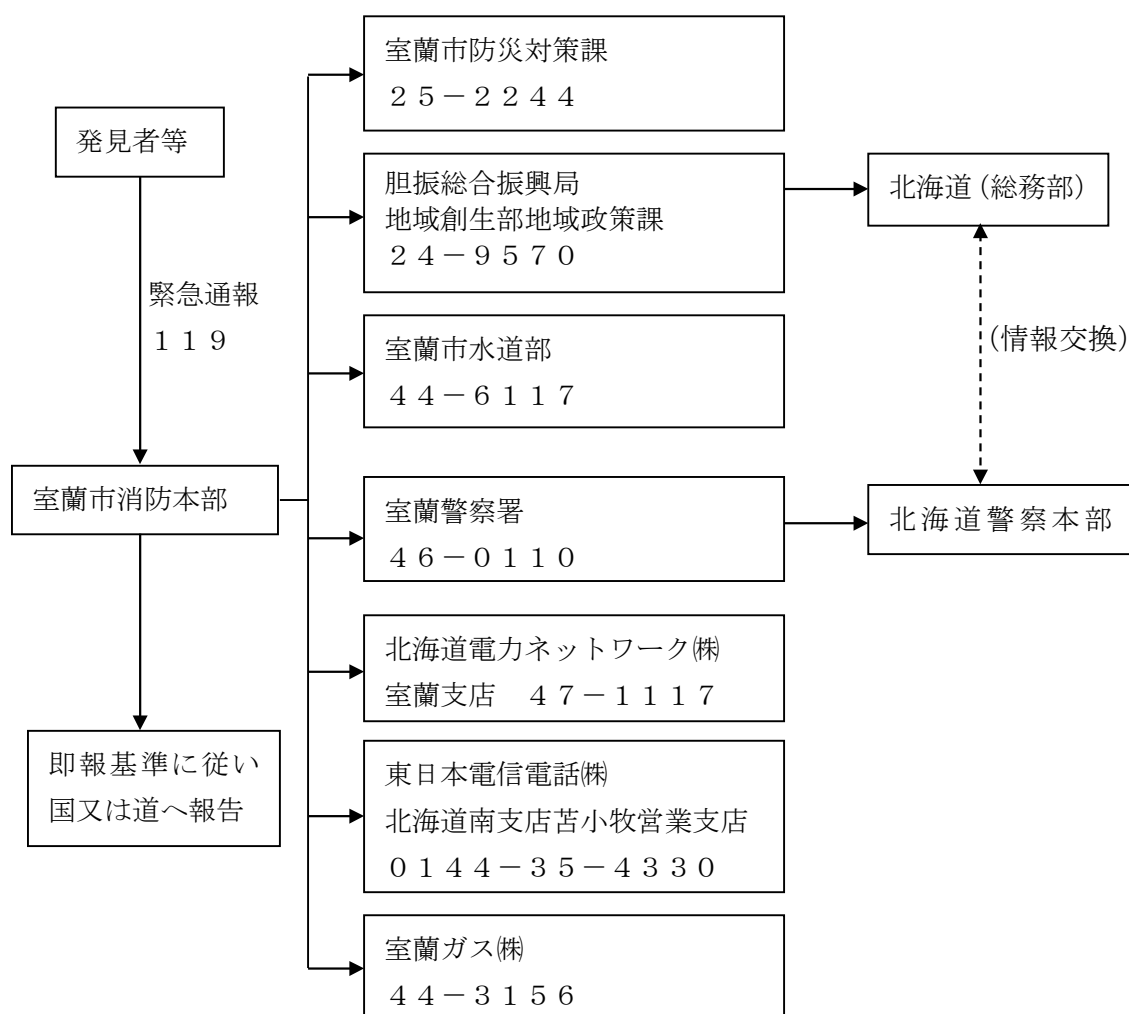 発見者等
緊急通報
１１９
室蘭市消防本部
即報基準に従い
国又は道へ報告
室蘭市防災対策課
２５－２２４４
胆振総合振興局
地域創生部地域政策課
２４－９５７０
室蘭市水道部
４４－６１１７
室蘭警察署
４６－０１１０
北海道電力ネットワーク㈱
室蘭支店　４７－１１１７
東日本電信電話㈱
北海道南支店苫小牧営業支店
０１４４－３５－４３３０
室蘭ガス㈱
４４－３１５６
北海道（総務部）
（情報交換）
北海道警察本部